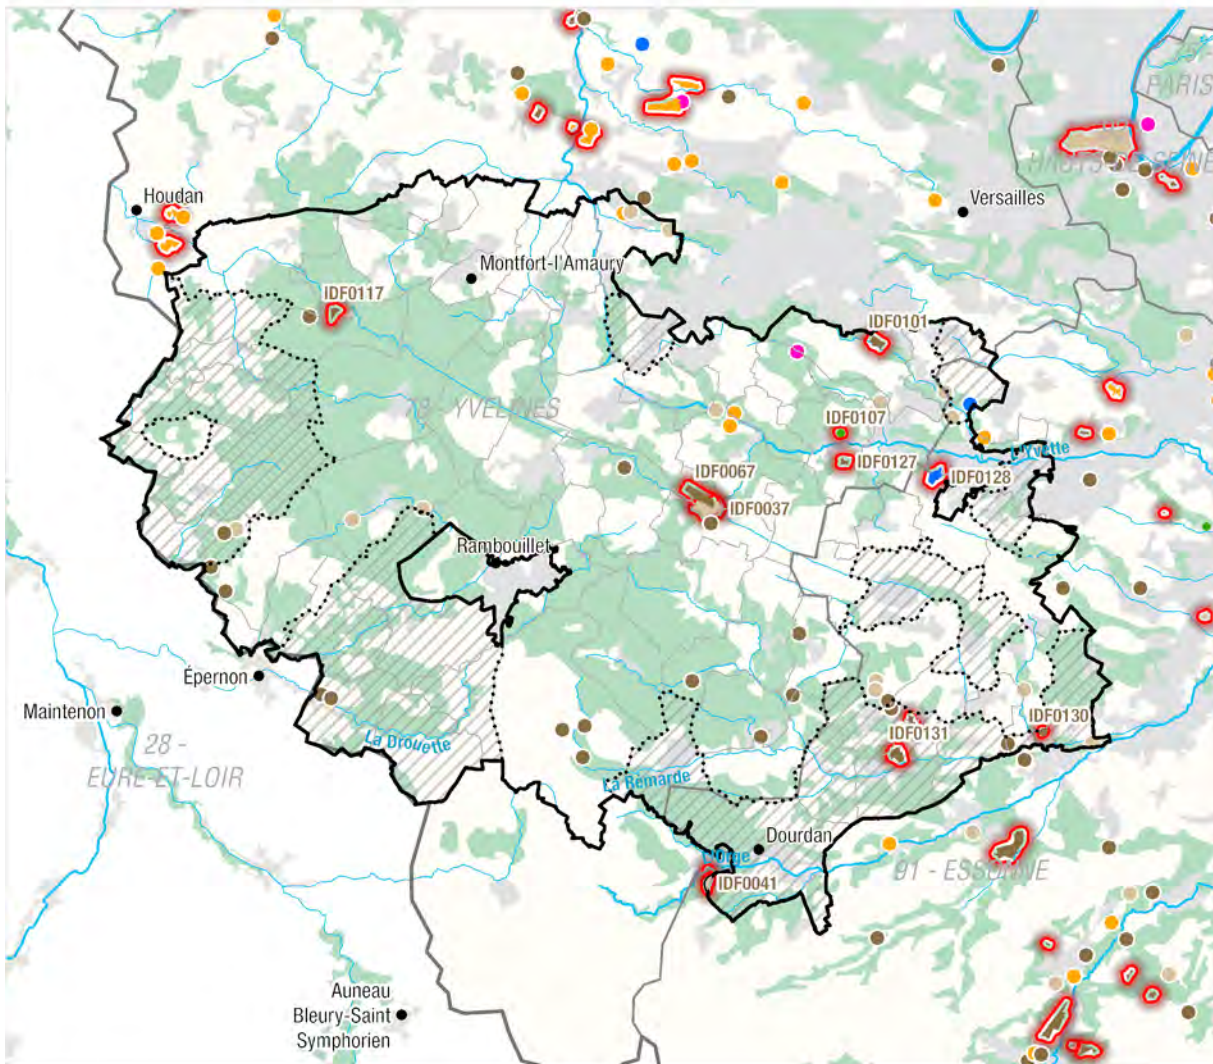 PARIS
HAUTS-DE-SEINE
Houdan
Versailles
Montfort-l'Amaury
IDF0117
IDF0101
78 - YVELINES
IDF0107
L'Yvette
IDF0127
IDF0067
IDF0128
IDF0037
Rambouillet
Épernon
Maintenon
IDF0130
IDF0131
La Drouette
28 -
EURE-ET-LOIR
La Rémarde
Dourdan
L'Orge
91 - ESSONNE
IDF0041
Auneau
Bleury-Saint
Symphorien